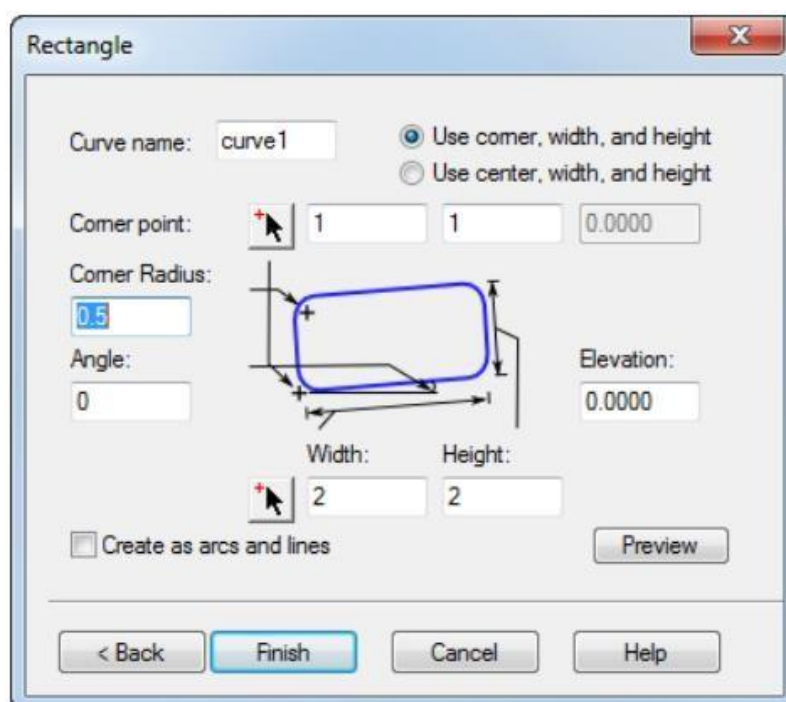 Rectangle
X
Curve name: curve1
Use corner, width, and height
Use center, width, and height
Corner point: 1 1 0.0000
Corner Radius:
0.5
Angle:
0
Elevation:
0.0000
Width: Height:
2 2
Create as arcs and lines
Preview
< Back Finish Cancel Help